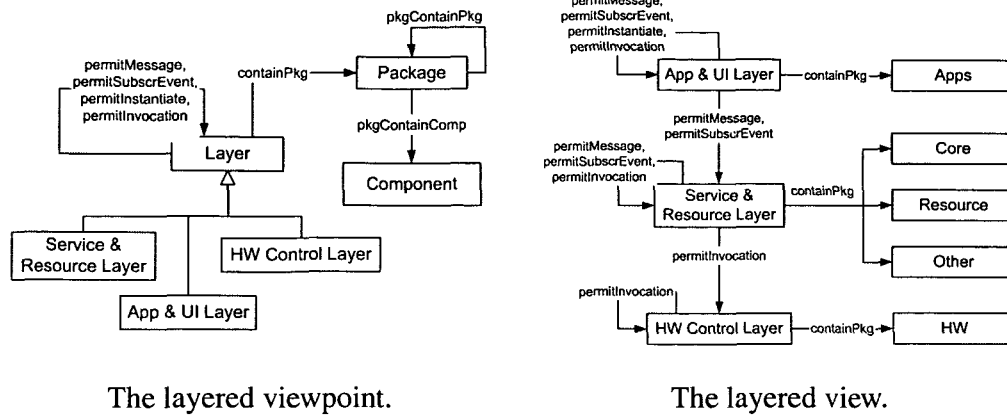 pkgContainPkg
permitMessage,
permitSubscrEvent,
permitInstantiate,
permitInvocation
containPkg
Package
pkgContainComp
Layer
Component
Service &
Resource Layer
HW Control Layer
App & UI Layer
The layered viewpoint.
permitMessage,
permitSubscrEvent,
permitInstantiate,
permitInvocation
App & UI Layer
containPkg
Apps
permitMessage,
permitSubscrEvent
permitMessage,
permitSubscrEvent,
permitInvocation
Service &
Resource Layer
containPkg
Core
Resource
Other
permitInvocation
permitInvocation
HW Control Layer
containPkg
HW
The layered view.